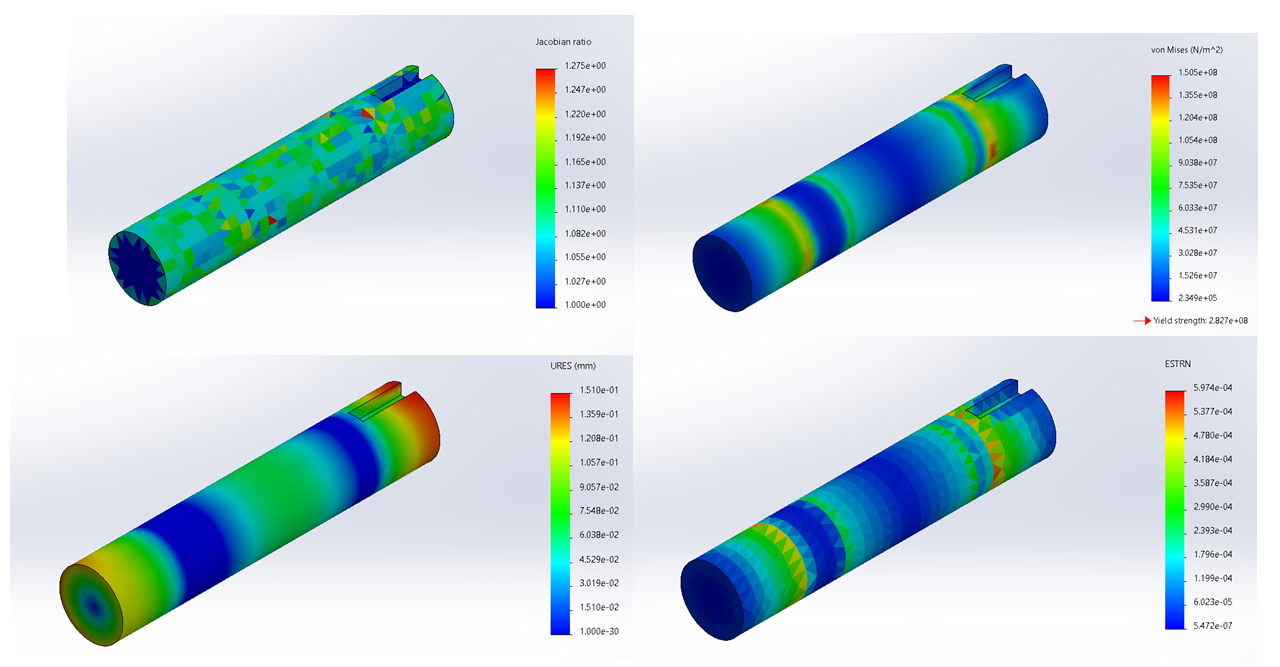 Jacobian ratio
1.275e+00
1.247e+00
1.220e+00
1.192e+00
1.165e+00
1.137e+00
1.110e+00
1.082e+00
1.055e+00
1.027e+00
1.000e+00
von Mises (N/m^2)
1.505e+08
1.355e+08
1.204e+08
1.054e+08
9.038e+07
7.535e+07
6.033e+07
4.531e+07
3.028e+07
1.526e+07
2.349e+05
Yield strength: 2.827e+08
URES (mm)
1.510e-01
1.359e-01
1.208e-01
1.057e-01
9.057e-02
7.548e-02
6.038e-02
4.529e-02
3.019e-02
1.510e-02
1.000e-30
ESTRN
5.974e-04
5.377e-04
4.780e-04
4.184e-04
3.587e-04
2.990e-04
2.393e-04
1.796e-04
1.199e-04
6.023e-05
5.472e-07